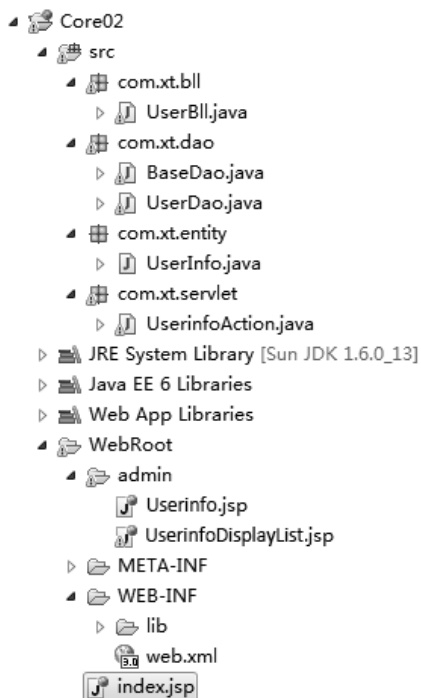 Core02
src
com.xt.bll
UserBll.java
com.xt.dao
BaseDao.java
UserDao.java
com.xt.entity
UserInfo.java
com.xt.servlet
UserinfoAction.java
JRE System Library [Sun JDK 1.6.0_13]
Java EE 6 Libraries
Web App Libraries
WebRoot
admin
Userinfo.jsp
UserinfoDisplayList.jsp
META-INF
WEB-INF
lib
web.xml
index.jsp